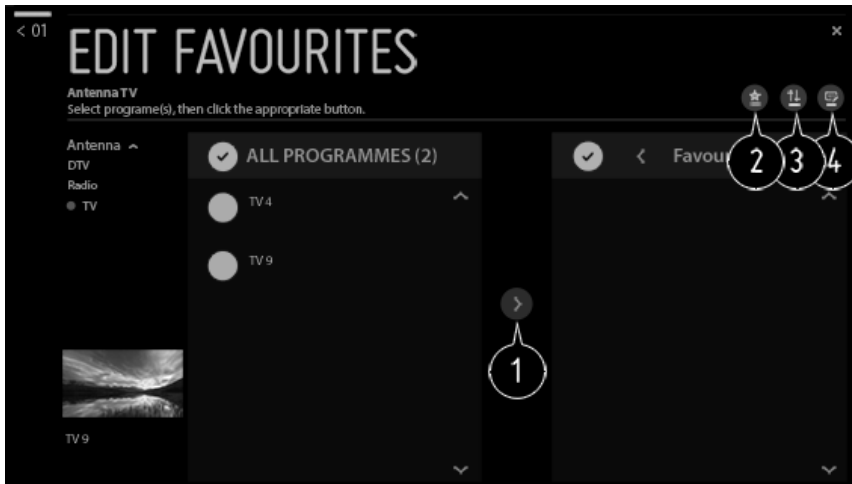 < 01
EDIT FAVOURITES
Antenna TV
Select programe(s), then click the appropriate button.
Antenna
DTV
Radio
TV
ALL PROGRAMMES (2)
TV 4
TV 9
TV 9
1
2
3
4